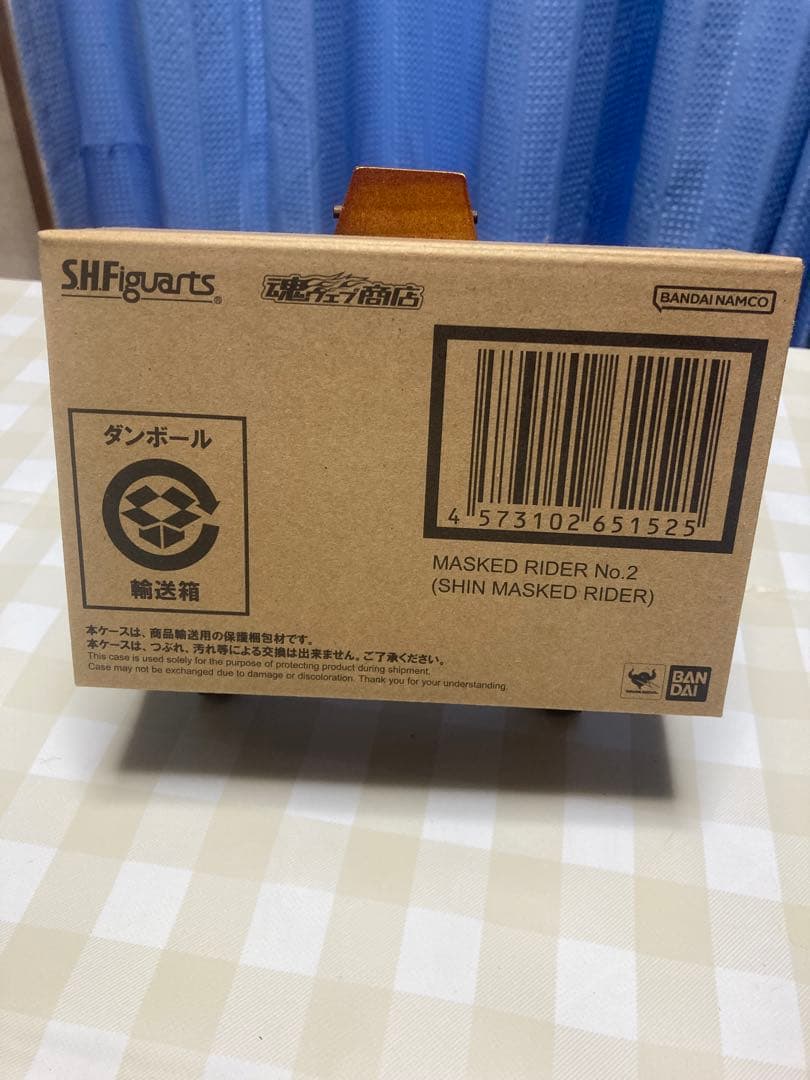 S.H.Figuarts®
魂ウェブ商店
BANDAI NAMCO
ダンボール
輸送箱
4 573102 651525
MASKED RIDER No.2
(SHIN MASKED RIDER)
本ケースは、商品輸送用の保護梱包材です。
本ケースは、つぶれ、汚れ等による交換は出来ません。ご了承ください。
This case is used solely for the purpose of protecting product during shipment.
Case may not be exchanged due to damage or discoloration. Thank you for your understanding.
BAN
DAI